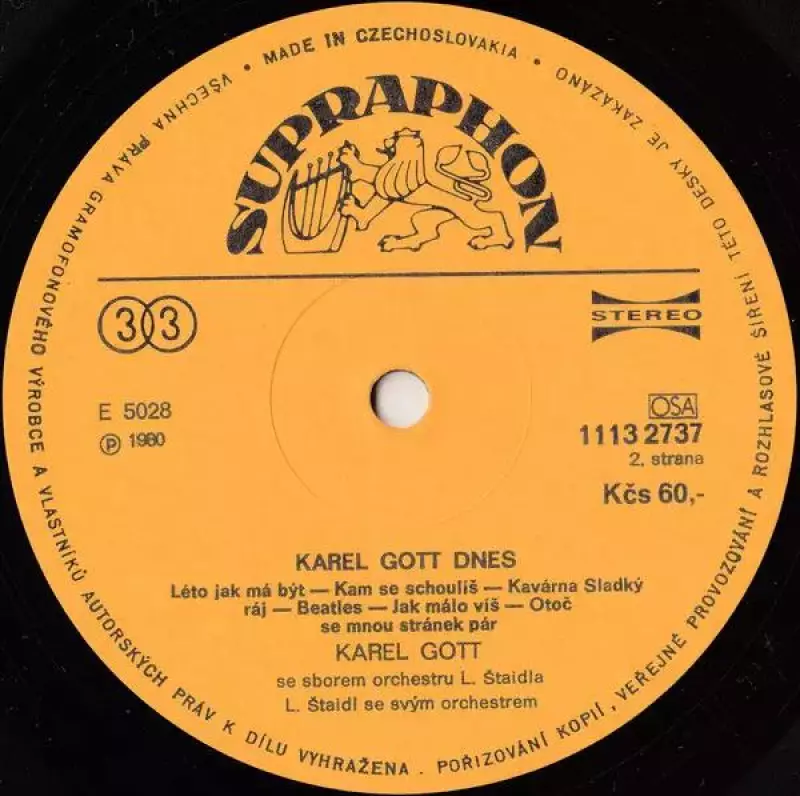 MADE IN CZECHOSLOVAKIA •
VŠECHNA PRÁVA GRAMOFONOVÉHO VÝROBCE A VLASTNÍKŮ AUTORSKÝCH PRÁV K DÍLU VYHRAŽENA . POŘIZOVÁNÍ KOPIÍ, VEŘEJNÉ PROVOZOVÁNÍ A ROZHLASOVÉ ŠÍŘENÍ TÉTO DESKY JE ZAKÁZÁNO •
SUPRAPHON
33
STEREO
E 5028
Ⓟ 1980
OSA
1113 2737
2. strana
Kčs 60,-
KAREL GOTT DNES
Léto jak má být — Kam se schoulíš — Kavárna Sladký
ráj — Beatles — Jak málo víš — Otoč
se mnou stránek pár
KAREL GOTT
se sborem orchestru L. Štaidla
L. Štaidl se svým orchestrem